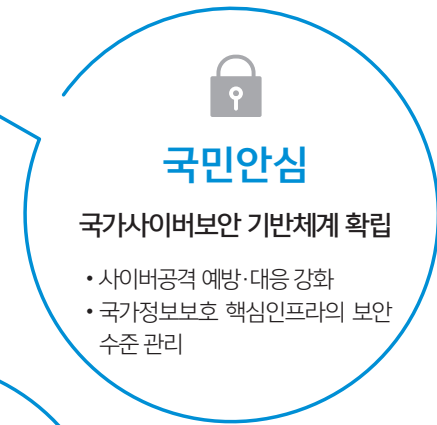 국민안심
국가사이버보안 기반체계 확립
• 사이버공격 예방·대응 강화
• 국가정보보호 핵심인프라의 보안
수준 관리